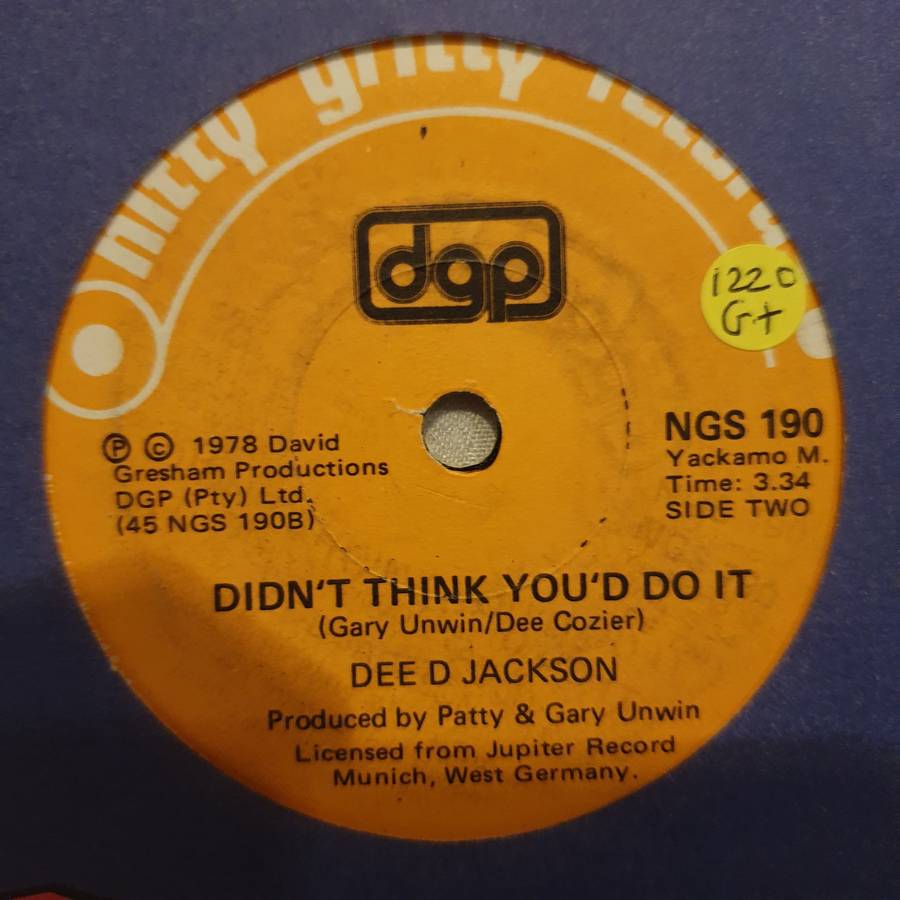 nitty gritty
dgp
1220
G+
℗ © 1978 David
Gresham Productions
DGP (Pty) Ltd.
(45 NGS 190B)
NGS 190
Yackamo M.
Time: 3.34
SIDE TWO
DIDN'T THINK YOU'D DO IT
(Gary Unwin/Dee Cozier)
DEE D JACKSON
Produced by Patty & Gary Unwin
Licensed from Jupiter Record
Munich, West Germany.